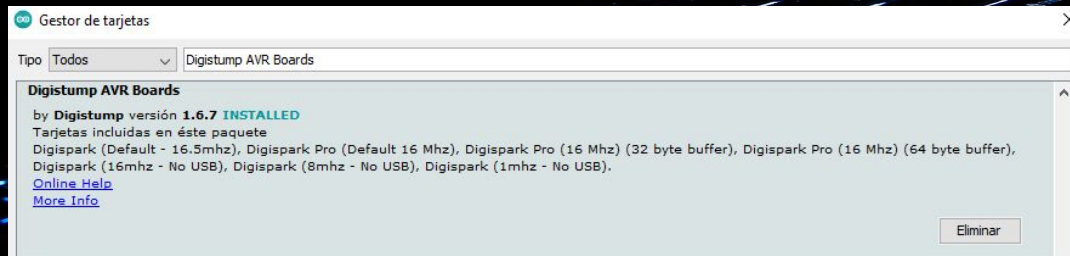 Gestor de tarjetas
Tipo Todos Digistump AVR Boards
Digistump AVR Boards
by Digistump versión 1.6.7 INSTALLED
Tarjetas incluidas en éste paquete
Digispark (Default - 16.5mhz), Digispark Pro (Default 16 Mhz), Digispark Pro (16 Mhz) (32 byte buffer), Digispark Pro (16 Mhz) (64 byte buffer),
Digispark (16mhz - No USB), Digispark (8mhz - No USB), Digispark (1mhz - No USB).
Online Help
More Info
Eliminar